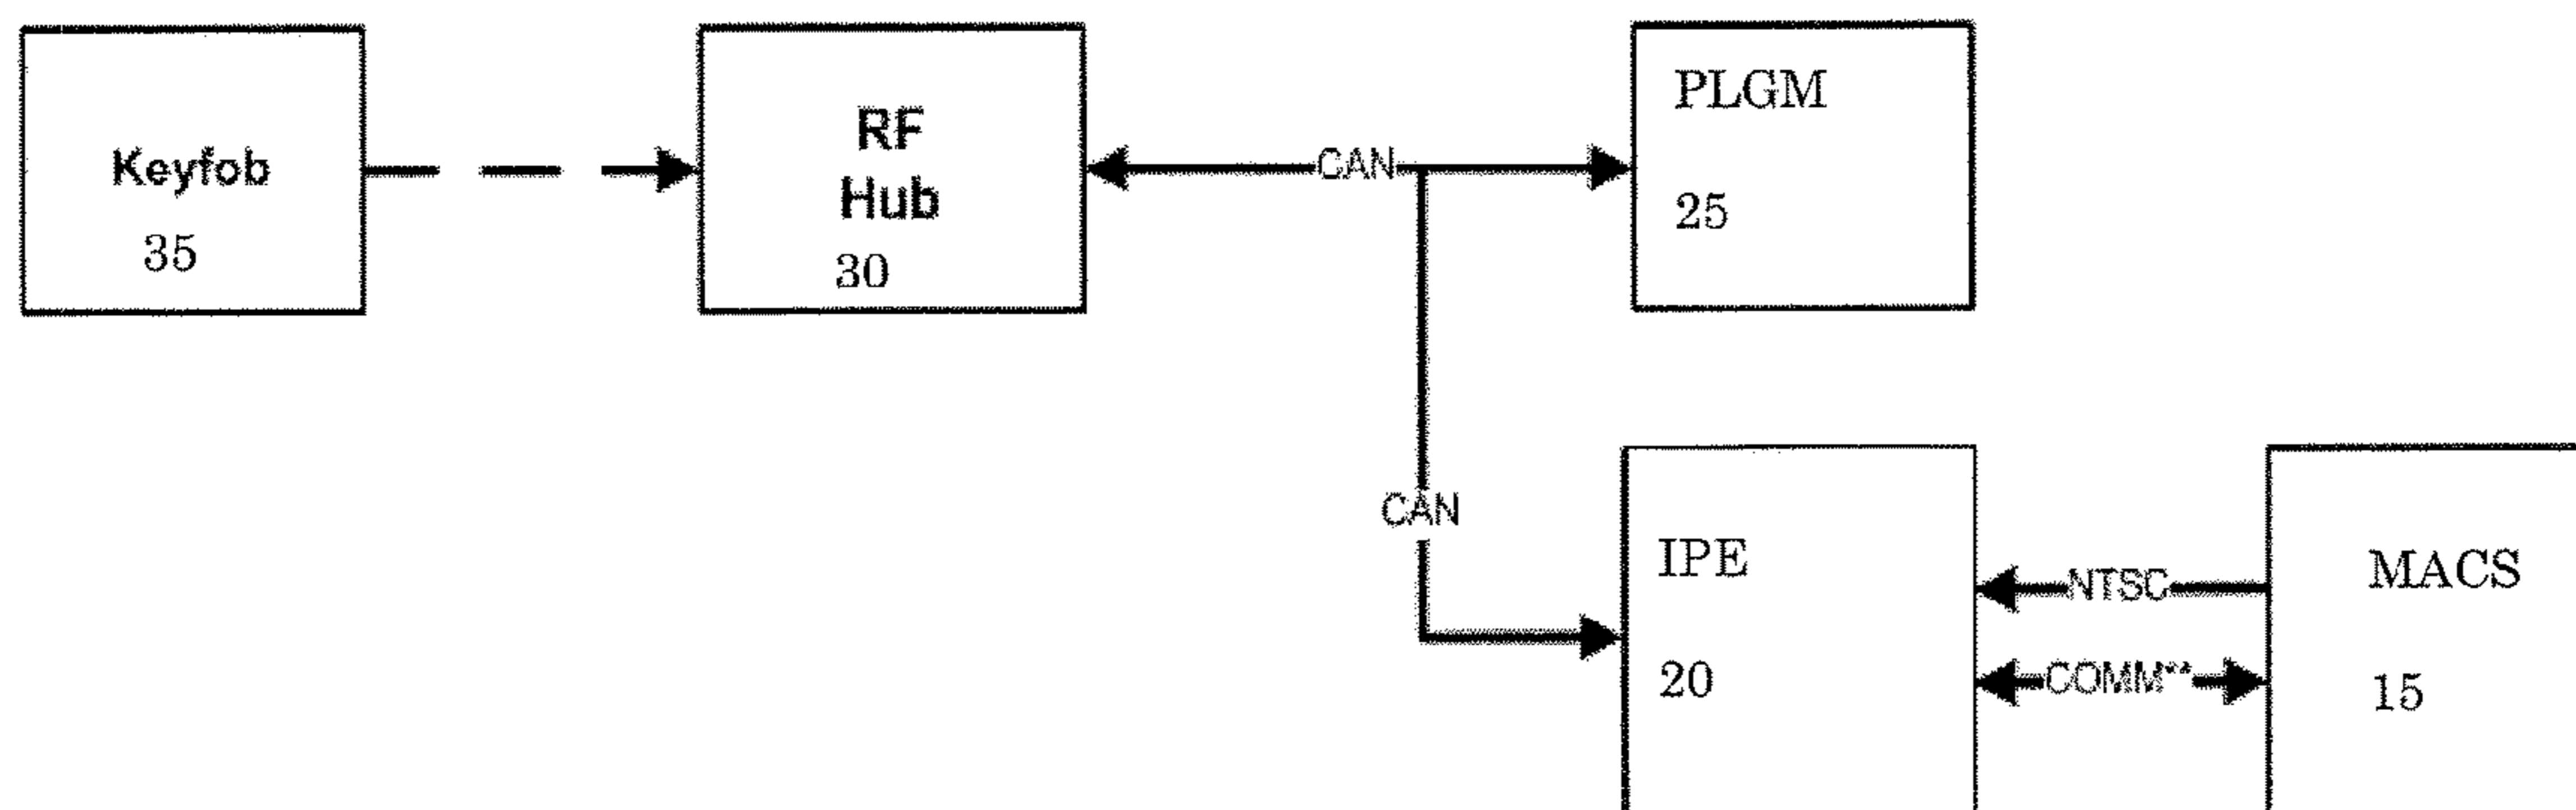 Keyfob
35
RF
Hub
30
CAN
PLGM
25
CAN
IPE
20
NTSC
COMM**
MACS
15